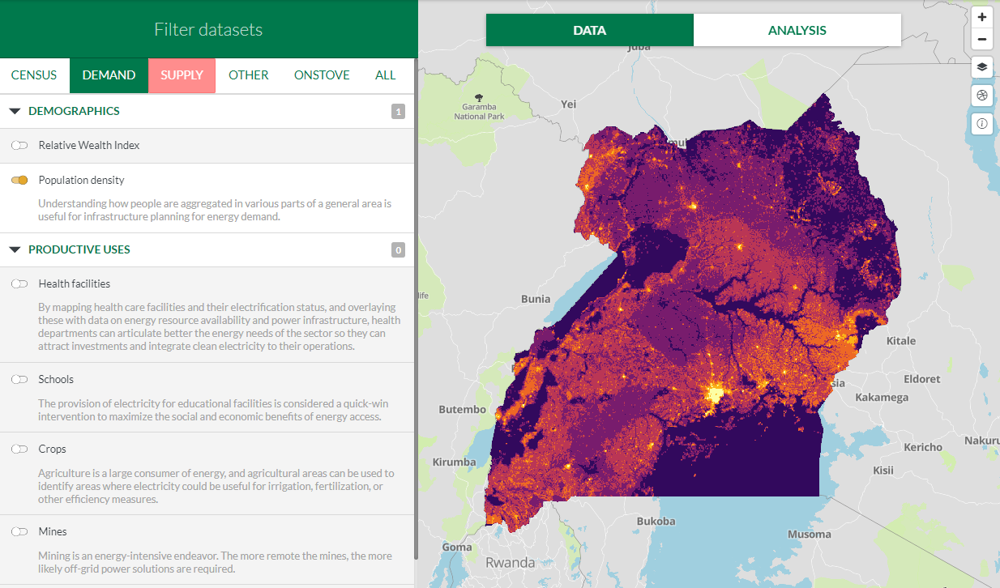 Filter datasets
CENSUS DEMAND SUPPLY OTHER ONSTOVE ALL
DEMOGRAPHICS 1
Relative Wealth Index
Population density
Understanding how people are aggregated in various parts of a general area is
useful for infrastructure planning for energy demand.
PRODUCTIVE USES 0
Health facilities
By mapping health care facilities and their electrification status, and overlaying
these with data on energy resource availability and power infrastructure, health
departments can articulate better the energy needs of the sector so they can
attract investments and integrate clean electricity to their operations.
Schools
The provision of electricity for educational facilities is considered a quick-win
intervention to maximize the social and economic benefits of energy access.
Crops
Agriculture is a large consumer of energy, and agricultural areas can be used to
identify areas where electricity could be useful for irrigation, fertilization, or
other efficiency measures.
Mines
Mining is an energy-intensive endeavor. The more remote the mines, the more
likely off-grid power solutions are required.
DATA ANALYSIS
+
−
Juba
Yei
Garamba
National Park
mul
life
Bunia
Kitale
sia
Eldoret
Kakamega
Butembo
Nakuru
Kericho
Kirumba
Kisii
Bukoba
Musoma
Goma
Rwanda